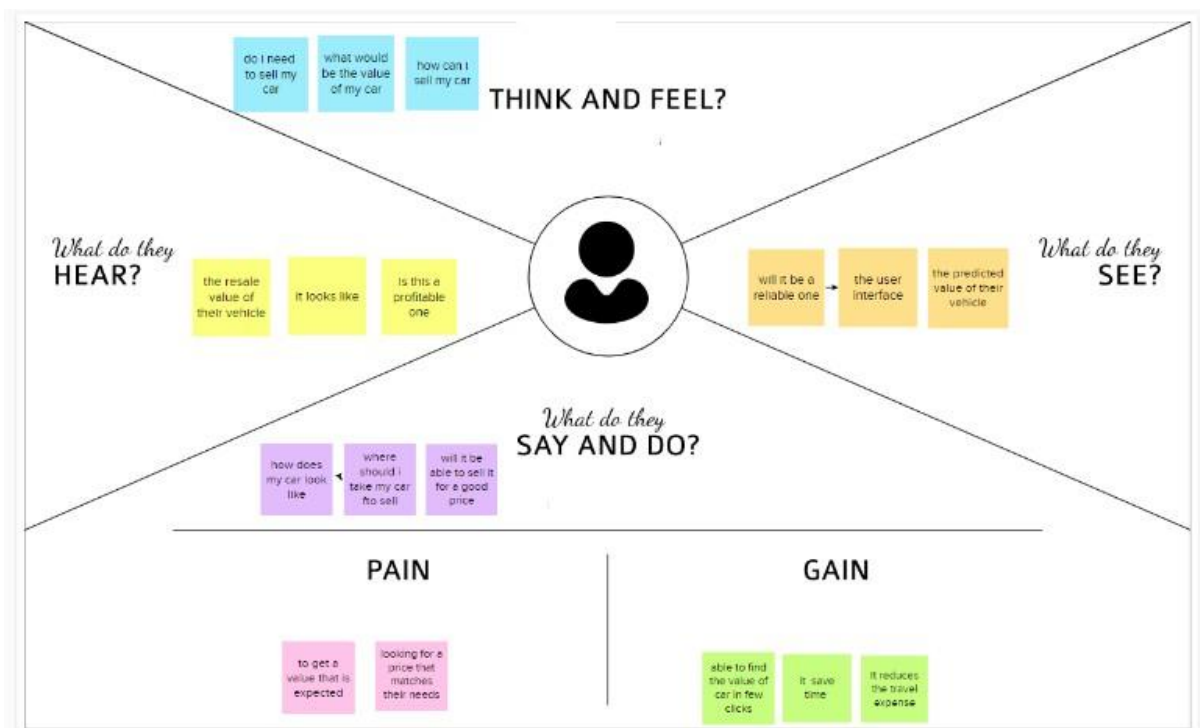 do i need
to sell my
car
what would
be the value
of my car
how can i
sell my car
THINK AND FEEL?
What do they
HEAR?
the resale
value of
their vehicle
it looks like
Is this a
profitable
one
will it be a
reliable one
the user
interface
the predicted
value of their
vehicle
What do they
SEE?
What do they
SAY AND DO?
how does
my car look
like
where
should i
take my car
fto sell
will it be
able to sell it
for a good
price
PAIN
to get a
value that is
expected
looking for a
price that
matches
their needs
GAIN
able to find
the value of
car in few
clicks
it save
time
It reduces
the travel
expense